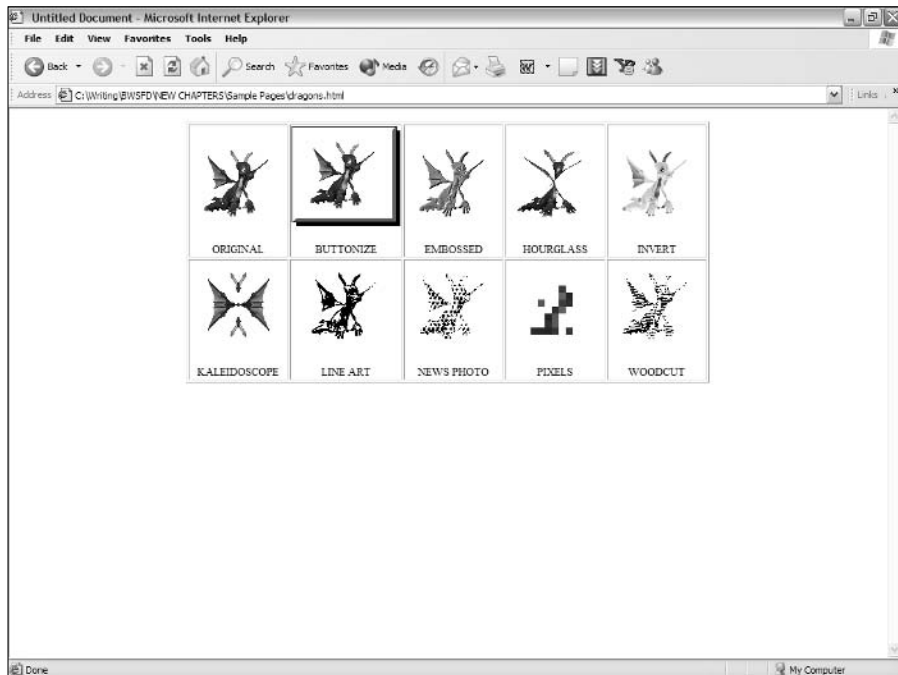 Untitled Document - Microsoft Internet Explorer
File Edit View Favorites Tools Help
Back Search Favorites Media
Address C:\Writing\BWSFD\NEW CHAPTERS\Sample Pages\dragons.html Links »
ORIGINAL BUTTONIZE EMBOSSED HOURGLASS INVERT
KALEIDOSCOPE LINE ART NEWS PHOTO PIXELS WOODCUT
Done My Computer